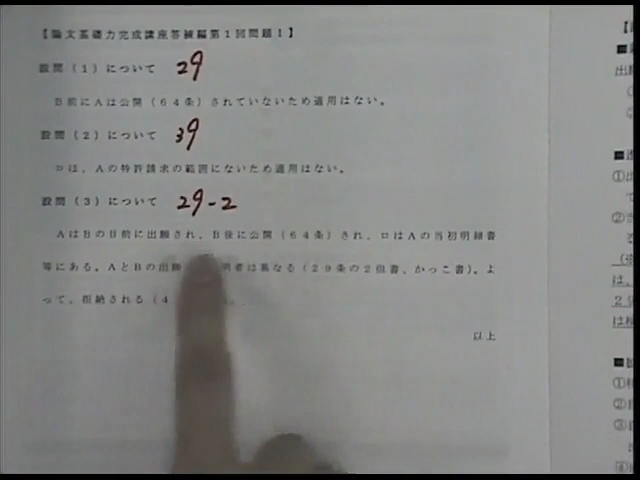 【論文基礎力完成講座答練編第1回問題1】
設問(1)について 29
B前にAは公開(64条)されていないため適用はない。
設問(2)について 39
ロは、Aの特許請求の範囲にないため適用はない。
設問(3)について 29-2
AはBの日前に出願され、B後に公開(64条)され、ロはAの当初明細書
等にある。AとBの出願 明者は異なる(29条の2但書、かっこ書)。よ
って、拒絶される(4
以上